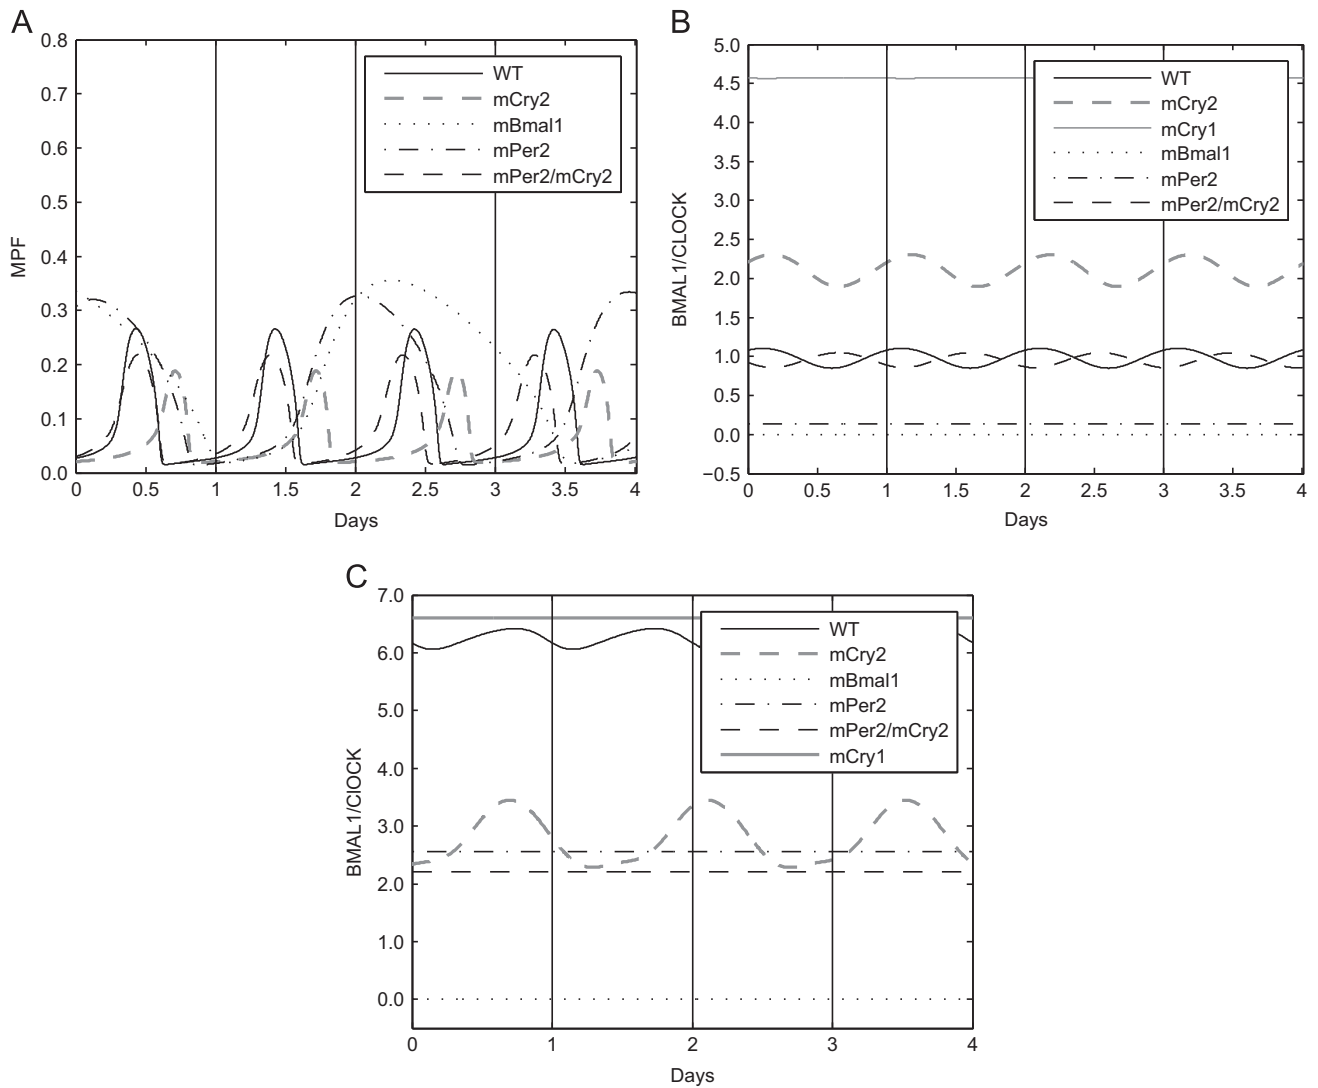 A
0.8
0.7
0.6
0.5
0.4
0.3
0.2
0.1
0.0
MPF
0 0.5 1 1.5 2 2.5 3 3.5 4
Days
WT
mCry2
mBmal1
mPer2
mPer2/mCry2
B
5.0
4.5
4.0
3.5
3.0
2.5
2.0
1.5
1.0
0.5
0.0
−0.5
BMAL1/CLOCK
0 0.5 1 1.5 2 2.5 3 3.5 4
Days
WT
mCry2
mCry1
mBmal1
mPer2
mPer2/mCry2
C
7.0
6.0
5.0
4.0
3.0
2.0
1.0
0.0
BMAL1/ClOCK
0 1 2 3 4
Days
WT
mCry2
mBmal1
mPer2
mPer2/mCry2
mCry1